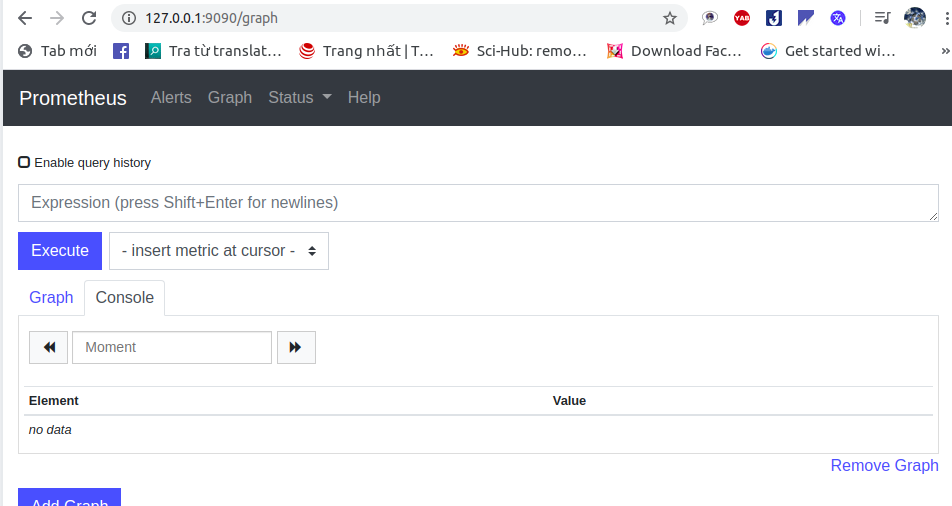 127.0.0.1:9090/graph
YAB
Tab mới Tra từ translat… Trang nhất | T… Sci-Hub: remo… Download Fac… Get started wi… »
Prometheus Alerts Graph Status Help
Enable query history
Expression (press Shift+Enter for newlines)
Execute - insert metric at cursor -
Graph Console
Moment
Element Value
no data
Remove Graph
Add Graph